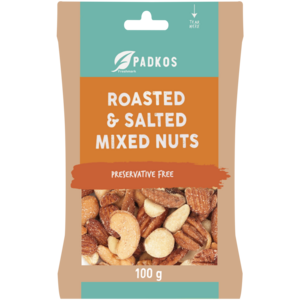 PADKOS
ROASTED
& SALTED
MIXED NUTS
PRESERVATIVE FREE
100 g